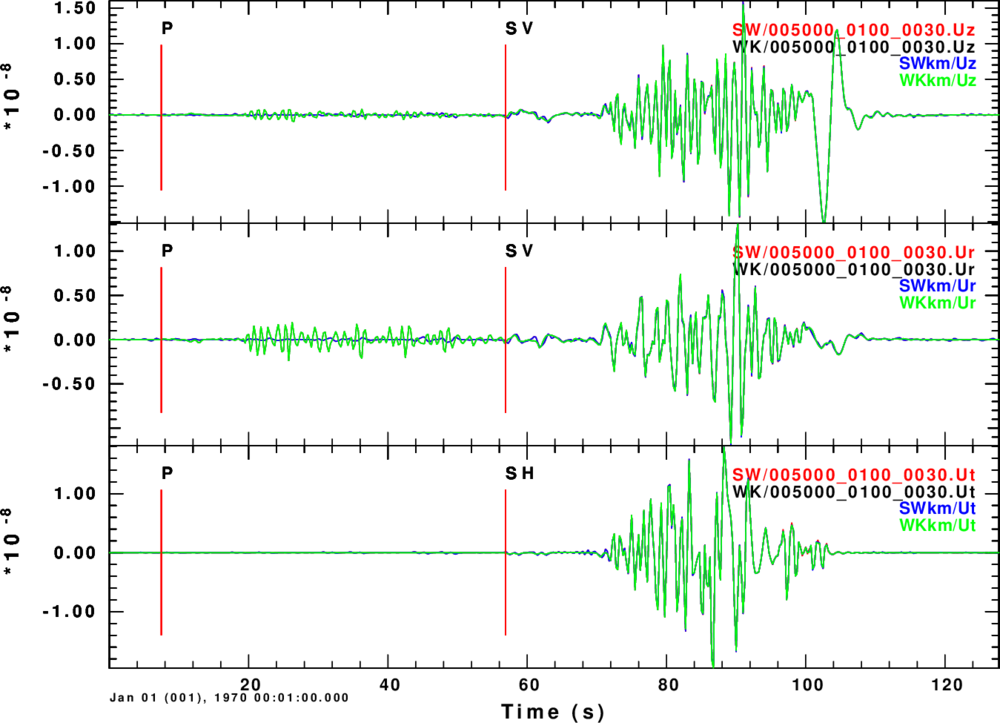 1.50
P
SV
SW/005000_0100_0030.Uz
1.00
WK/005000_0100_0030.Uz
SWkm/Uz
0.50
WKkm/Uz
*10 -8
0.00
-0.50
-1.00
P
SV
SW/005000_0100_0030.Ur
1.00
WK/005000_0100_0030.Ur
SWkm/Ur
0.50
WKkm/Ur
*10 -8
0.00
-0.50
P
SH
SW/005000_0100_0030.Ut
1.00
WK/005000_0100_0030.Ut
SWkm/Ut
WKkm/Ut
*10 -8
0.00
-1.00
20 40 60 80 100 120
Jan 01 (001), 1970 00:01:00.000
Time (s)